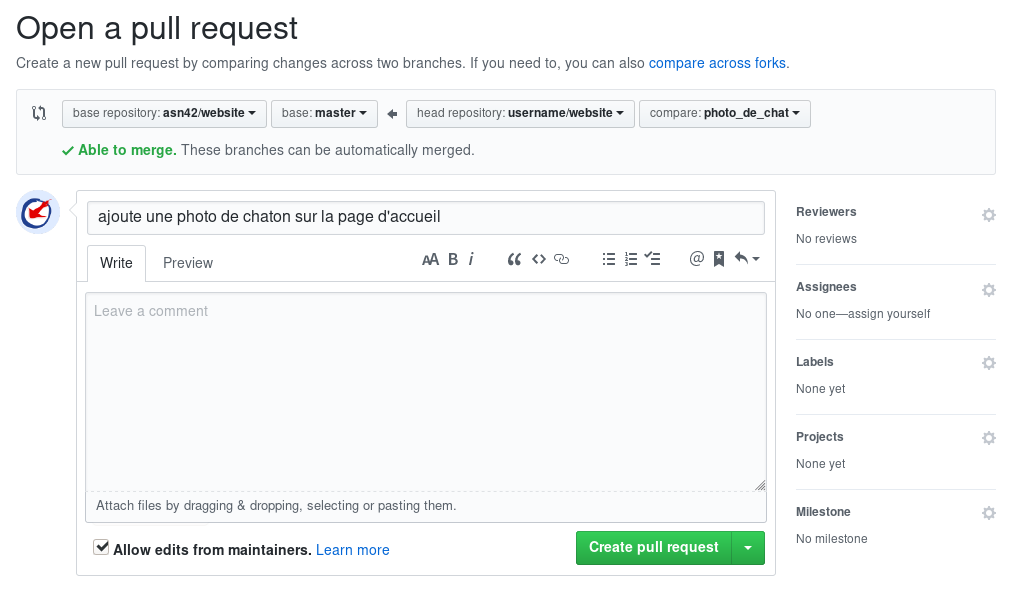 Open a pull request
Create a new pull request by comparing changes across two branches. If you need to, you can also compare across forks.
base repository: asn42/website base: master head repository: username/website compare: photo_de_chat
Able to merge. These branches can be automatically merged.
ajoute une photo de chaton sur la page d'accueil
Write Preview
Leave a comment
Attach files by dragging & dropping, selecting or pasting them.
Allow edits from maintainers. Learn more
Create pull request
Reviewers
No reviews
Assignees
No one—assign yourself
Labels
None yet
Projects
None yet
Milestone
No milestone